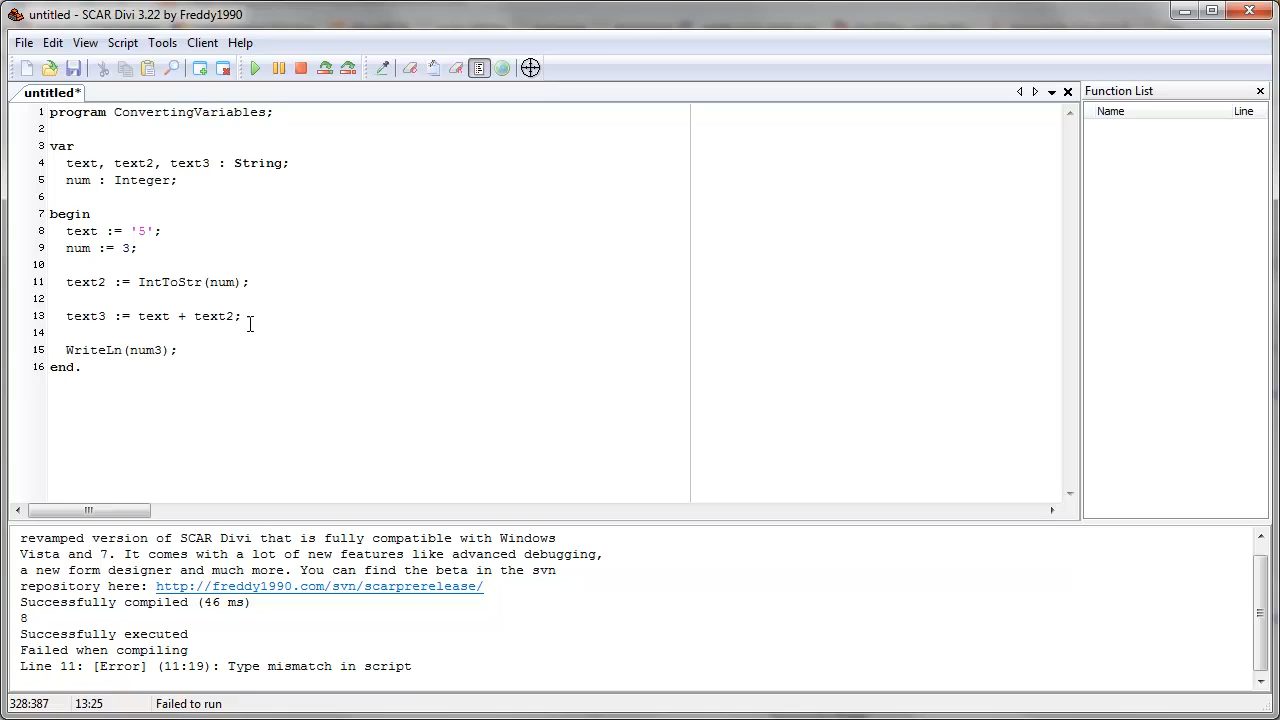 untitled - SCAR Divi 3.22 by Freddy1990
File Edit View Script Tools Client Help
untitled*
Function List
Name Line
1 program ConvertingVariables;
2
3 var
4 text, text2, text3 : String;
5 num : Integer;
6
7 begin
8 text := '5';
9 num := 3;
10
11 text2 := IntToStr(num);
12
13 text3 := text + text2;
14
15 WriteLn(num3);
16 end.
revamped version of SCAR Divi that is fully compatible with Windows
Vista and 7. It comes with a lot of new features like advanced debugging,
a new form designer and much more. You can find the beta in the svn
repository here: http://freddy1990.com/svn/scarprerelease/
Successfully compiled (46 ms)
8
Successfully executed
Failed when compiling
Line 11: [Error] (11:19): Type mismatch in script
328:387 13:25 Failed to run